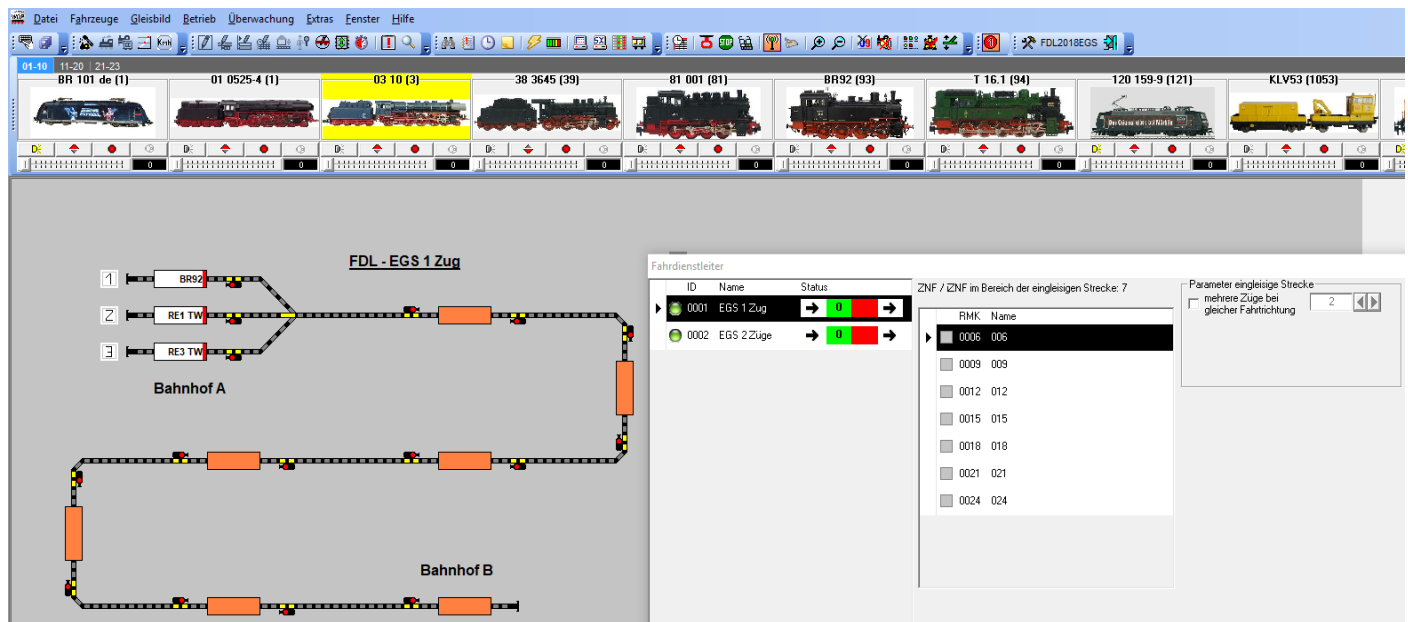 Datei Fahrzeuge Gleisbild Betrieb Überwachung Extras Fenster Hilfe
FDL2018EGS
01-10 11-20 21-23
BR 101 de (1) 01 0525-4 (1) 03 10 (3) 38 3645 (39) 81 001 (81) BR92 (93) T 16.1 (94) 120 159-9 (121) KLV53 (1053)
0 0 0 0 0 0 0 0 0
FDL - EGS 1 Zug
1 BR92
2 RE1 TW
3 RE3 TW
Bahnhof A
Bahnhof B
Fahrdienstleiter
ID Name Status
0001 EGS 1 Zug 0
0002 EGS 2 Züge 0
ZNF / iZNF im Bereich der eingleisigen Strecke: 7
RMK Name
0006 006
0009 009
0012 012
0015 015
0018 018
0021 021
0024 024
Parameter eingleisige Strecke
mehrere Züge bei
gleicher Fahrtrichtung 2